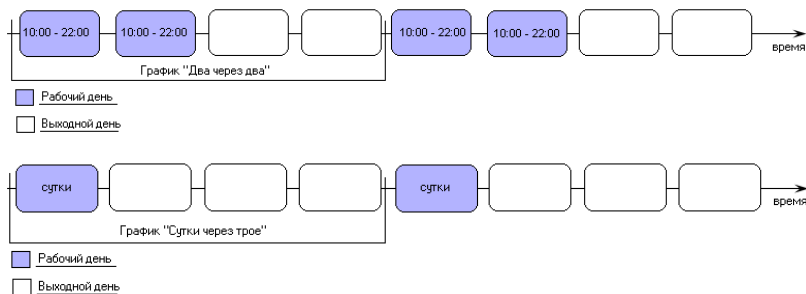 10:00 - 22:00 10:00 - 22:00 10:00 - 22:00 10:00 - 22:00
время
График "Два через два"
Рабочий день
Выходной день
сутки сутки
время
График "Сутки через трое"
Рабочий день
Выходной день